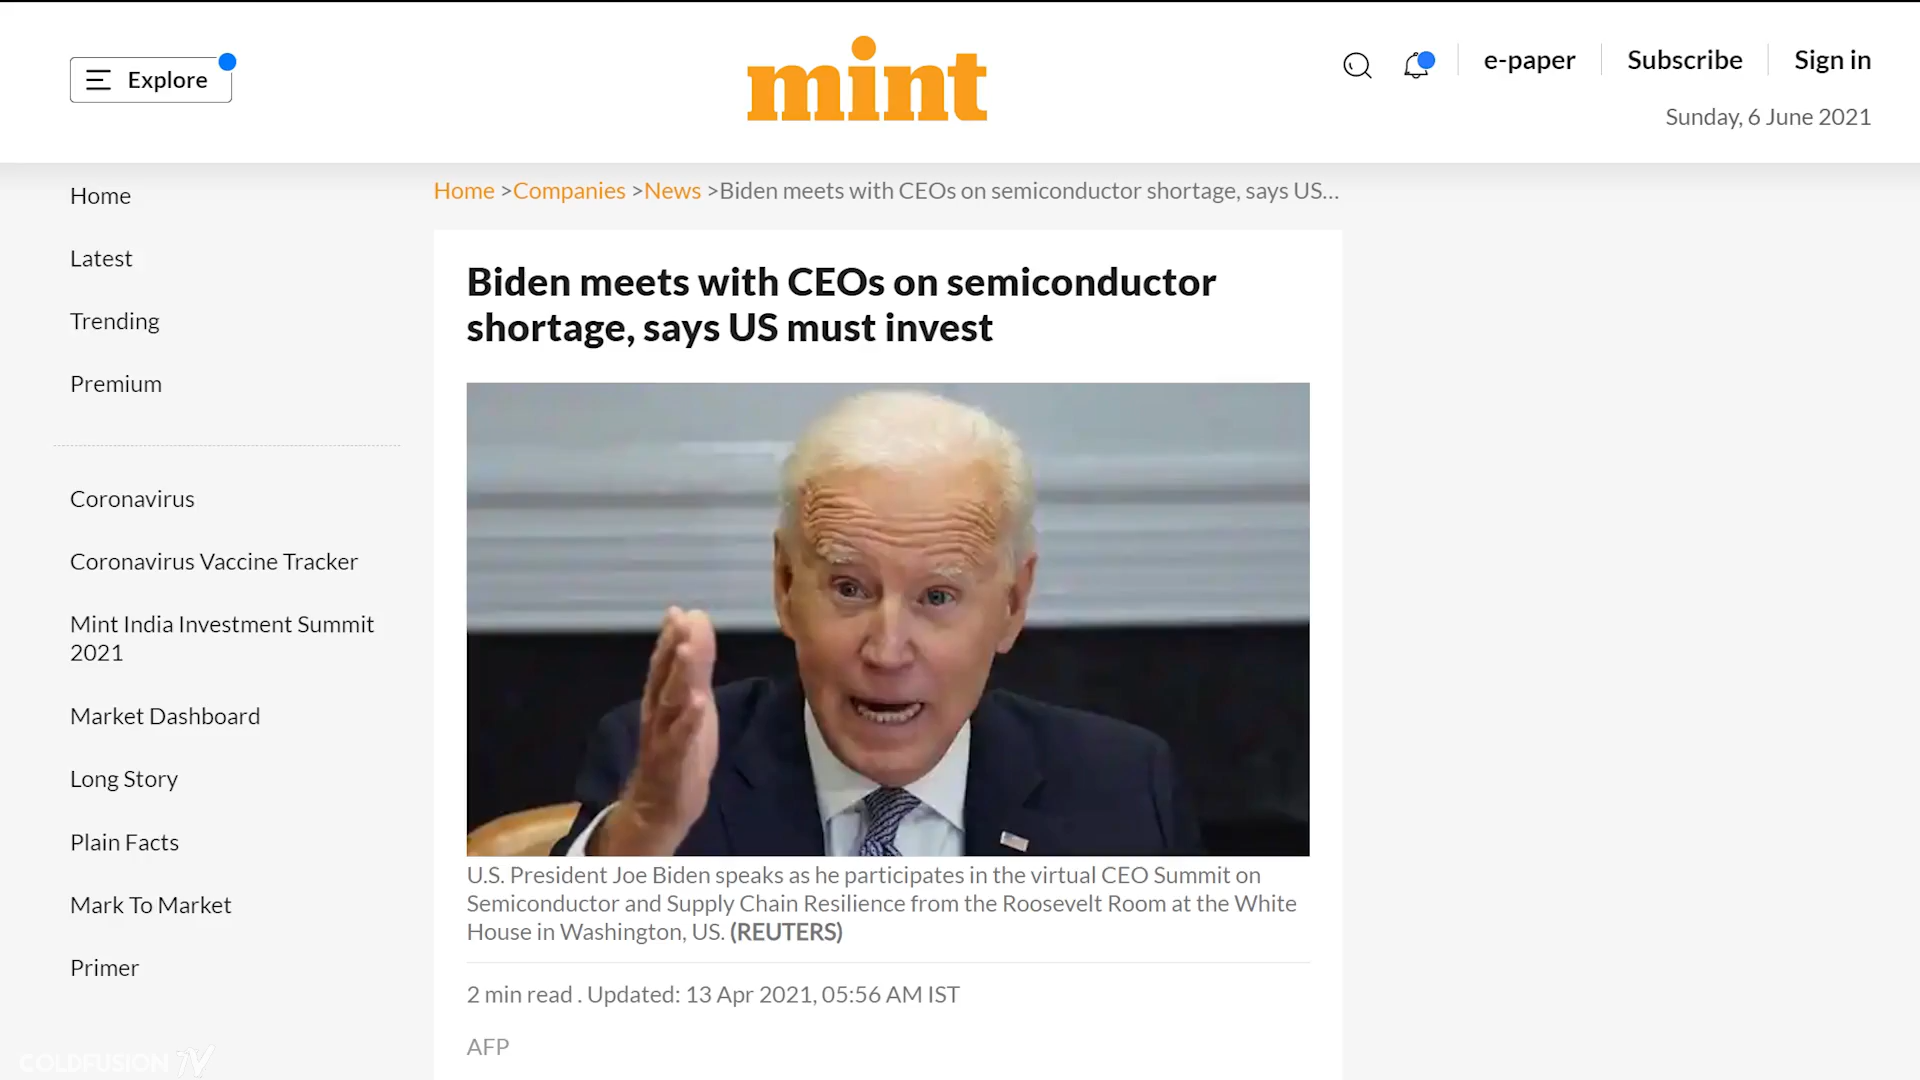 Explore
mint
e-paper
Subscribe
Sign in
Sunday, 6 June 2021
Home
Latest
Trending
Premium
Coronavirus
Coronavirus Vaccine Tracker
Mint India Investment Summit
2021
Market Dashboard
Long Story
Plain Facts
Mark To Market
Primer
Home >Companies >News >Biden meets with CEOs on semiconductor shortage, says US...
Biden meets with CEOs on semiconductor
shortage, says US must invest
U.S. President Joe Biden speaks as he participates in the virtual CEO Summit on
Semiconductor and Supply Chain Resilience from the Roosevelt Room at the White
House in Washington, US. (REUTERS)
2 min read . Updated: 13 Apr 2021, 05:56 AM IST
AFP
COLDFUSION TV